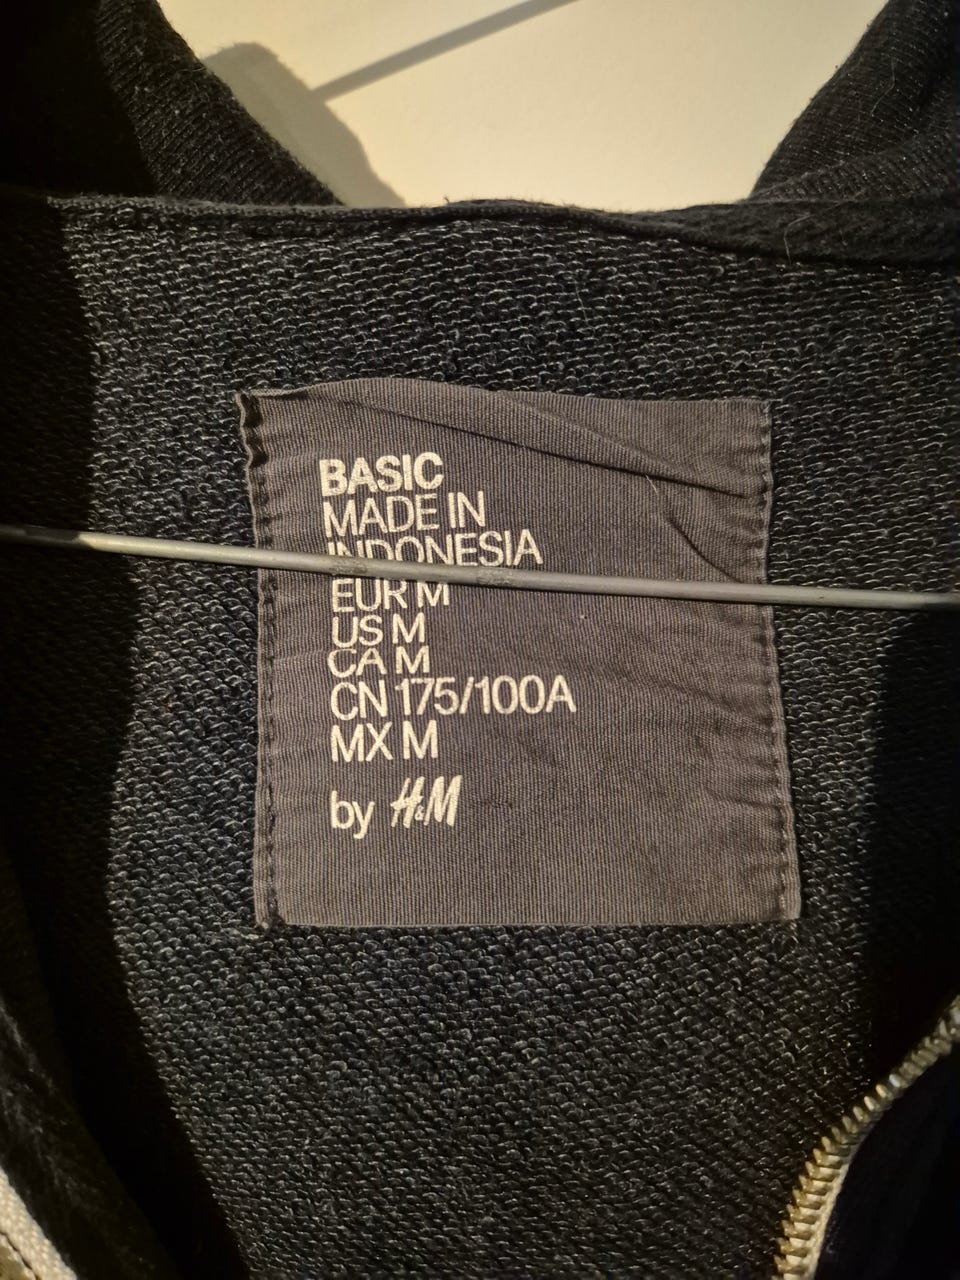 BASIC
MADE IN
INDONESIA
EUR M
US M
CA M
CN 175/100A
MX M
by H&M